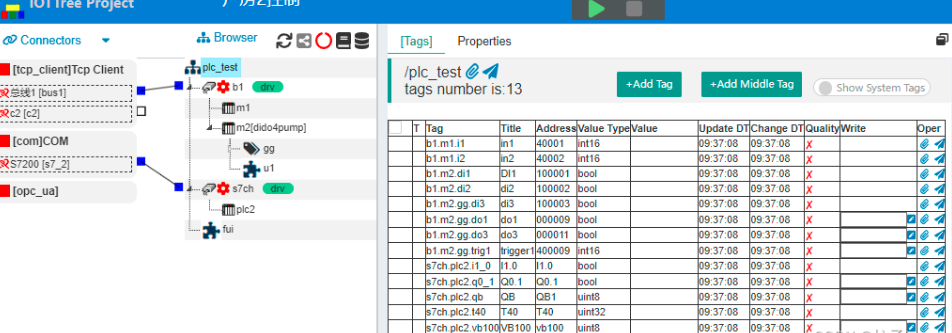 IOTTree Project
Connectors
[tcp_client]Tcp Client
总线1 [bus1]
c2 [c2]
[com]COM
S7200 [s7_2]
[opc_ua]
Browser
plc_test
b1 drv
m1
m2[dido4pump]
gg
u1
s7ch drv
plc2
fui
[Tags] Properties
/plc_test
tags number is:13
+Add Tag
+Add Middle Tag
Show System Tags
T Tag Title Address Value Type Value Update DT Change DT Quality Write Oper
b1.m1.i1 in1 40001 int16 09:37:08 09:37:08
b1.m1.i2 in2 40002 int16 09:37:08 09:37:08
b1.m2.di1 DI1 100001 bool 09:37:08 09:37:08
b1.m2.di2 di2 100002 bool 09:37:08 09:37:08
b1.m2.gg.di3 di3 100003 bool 09:37:08 09:37:08
b1.m2.gg.do1 do1 000009 bool 09:37:08 09:37:08
b1.m2.gg.do3 do3 000011 bool 09:37:08 09:37:08
b1.m2.gg.trig1 trigger1 400009 int16 09:37:08 09:37:08
s7ch.plc2.i1_0 I1.0 I1.0 bool 09:37:08 09:37:08
s7ch.plc2.q0_1 Q0.1 Q0.1 bool 09:37:08 09:37:08
s7ch.plc2.qb QB QB1 uint8 09:37:08 09:37:08
s7ch.plc2.t40 T40 T40 uint32 09:37:08 09:37:08
s7ch.plc2.vb100 VB100 vb100 uint8 09:37:08 09:37:08